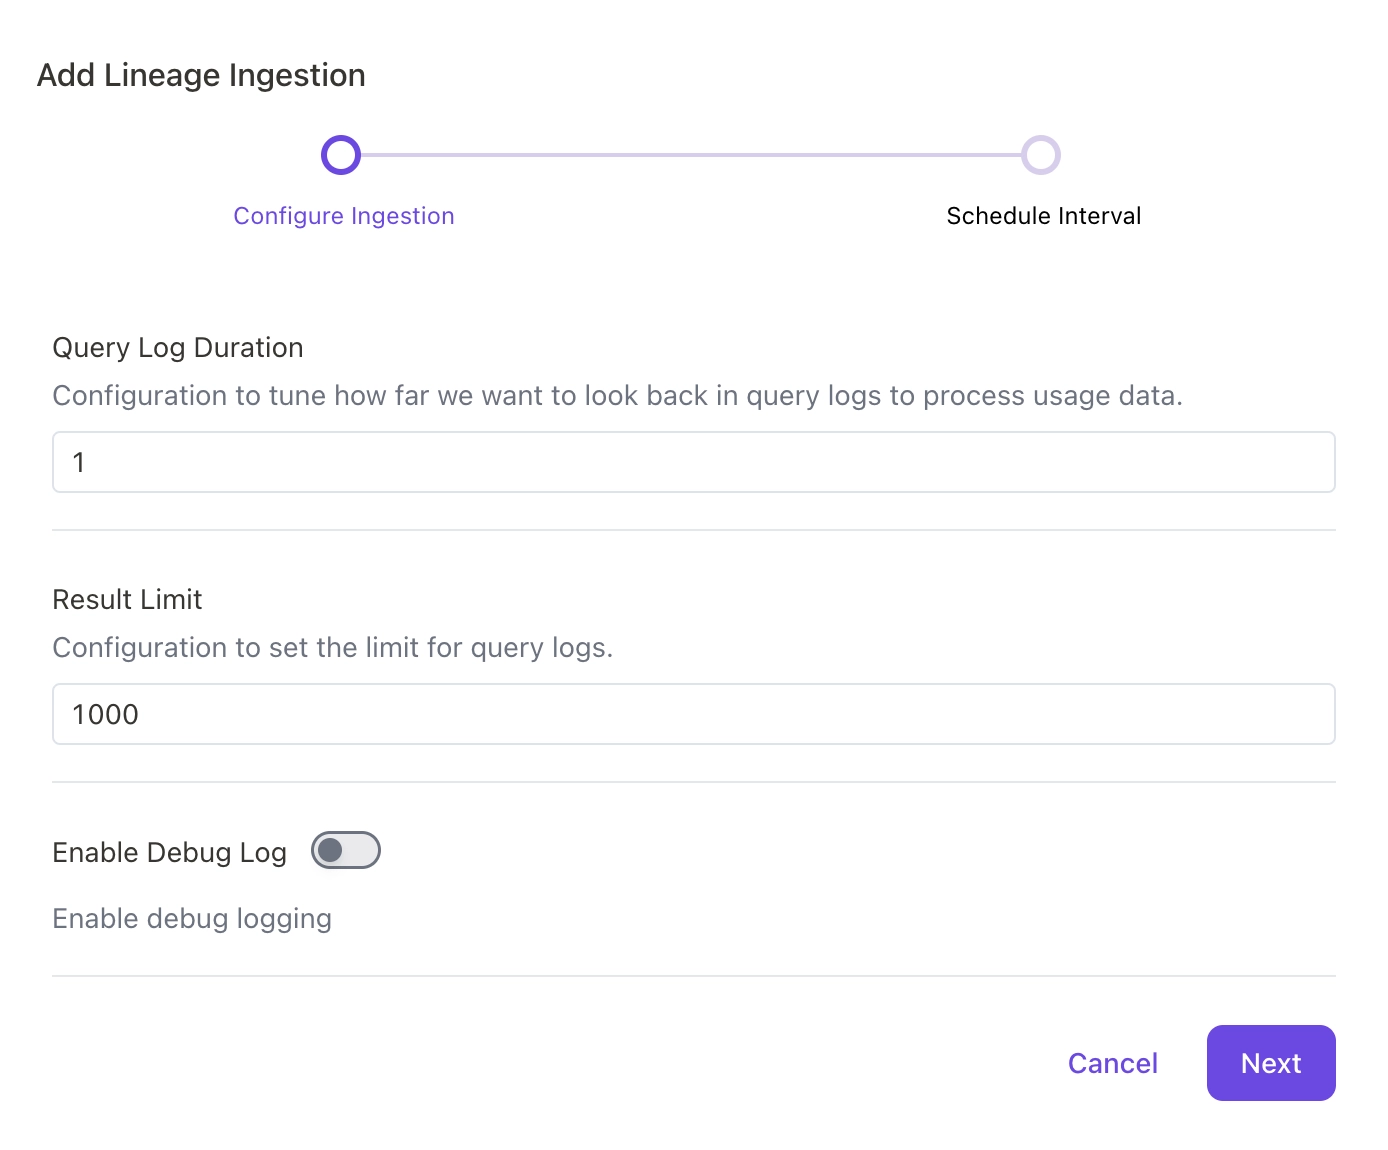 Add Lineage Ingestion
Configure Ingestion
Schedule Interval
Query Log Duration
Configuration to tune how far we want to look back in query logs to process usage data.
1
Result Limit
Configuration to set the limit for query logs.
1000
Enable Debug Log
Enable debug logging
Cancel
Next